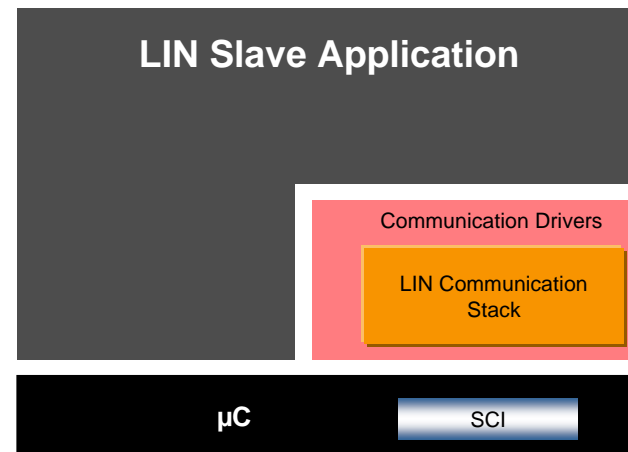 LIN Slave Application
Communication Drivers
LIN Communication
Stack
µC
SCI